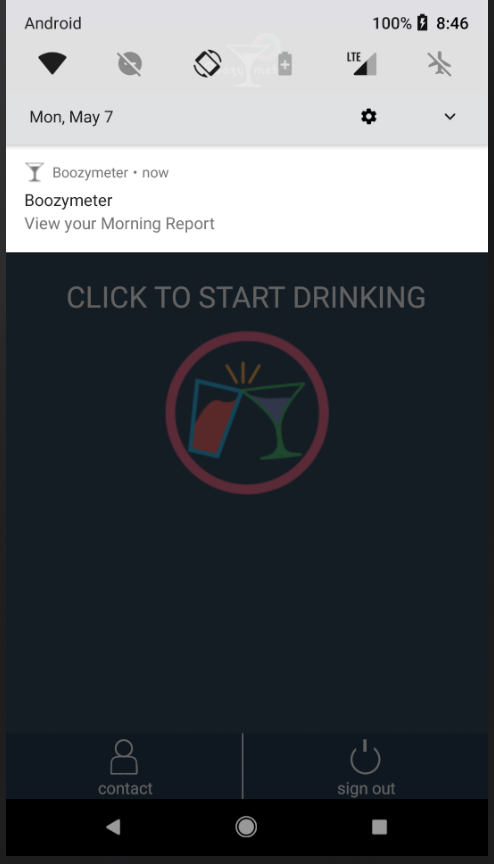 Android 100% 8:46
LTE
Mon, May 7
Boozymeter • now
Boozymeter
View your Morning Report
CLICK TO START DRINKING
contact sign out